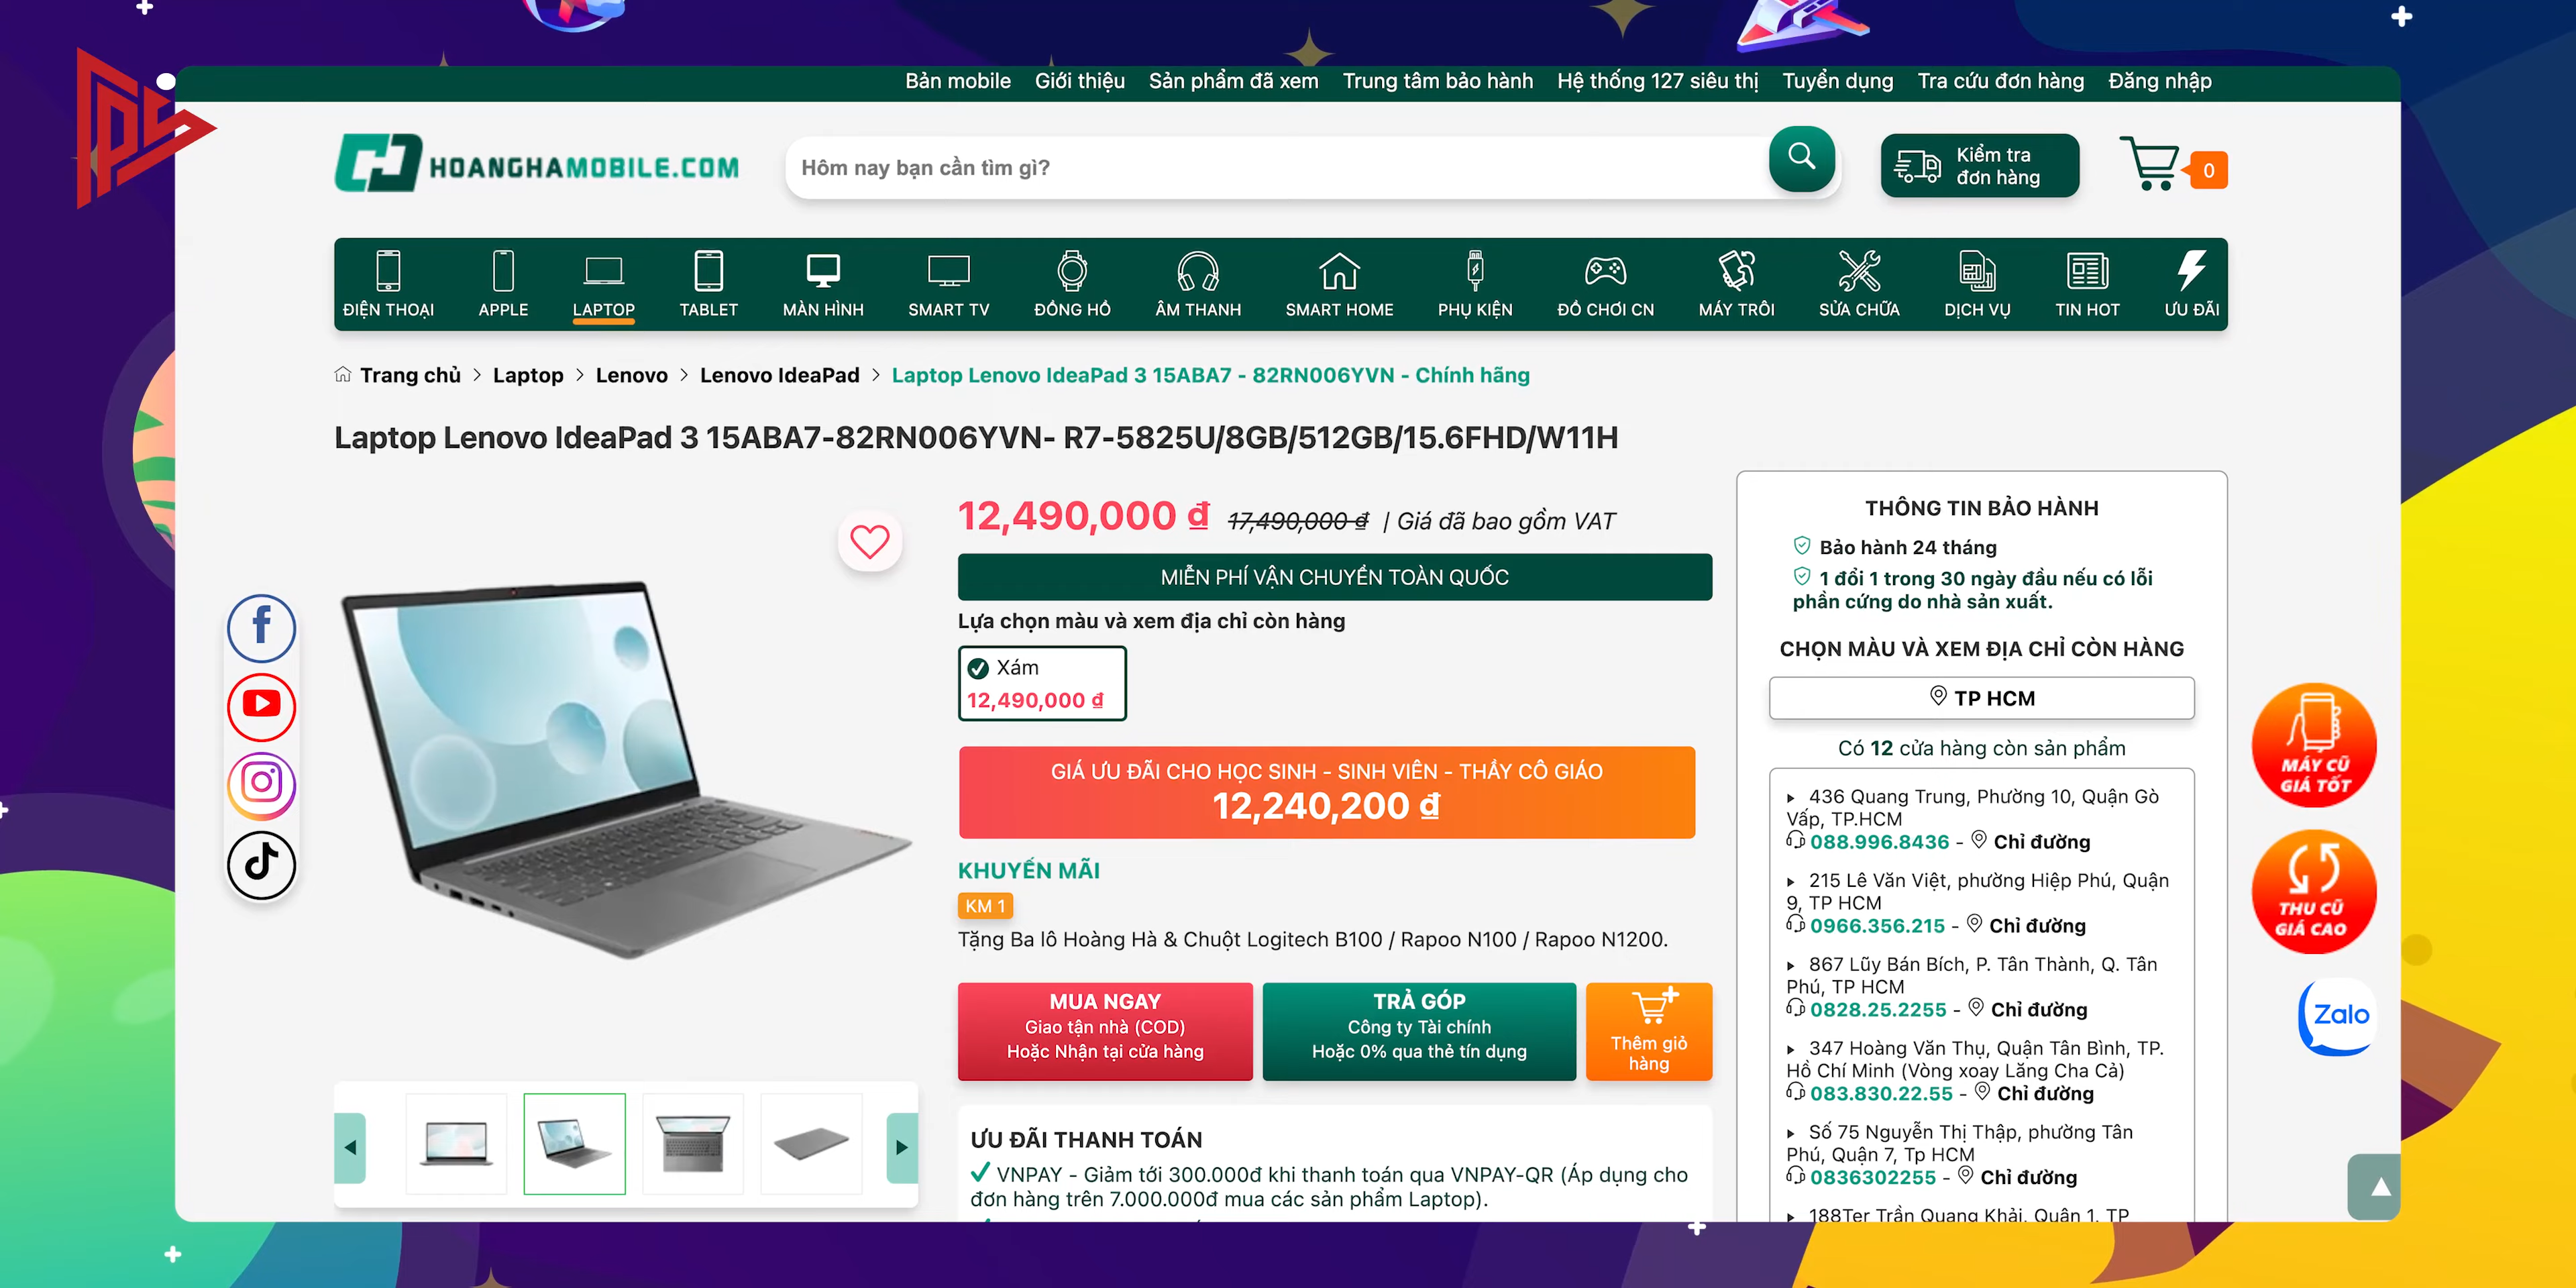 Bản mobile Giới thiệu Sản phẩm đã xem Trung tâm bảo hành Hệ thống 127 siêu thị Tuyển dụng Tra cứu đơn hàng Đăng nhập
HOANGHAMOBILE.COM
Hôm nay bạn cần tìm gì?
Kiểm tra
đơn hàng
0
ĐIỆN THOẠI APPLE LAPTOP TABLET MÀN HÌNH SMART TV ĐỒNG HỒ ÂM THANH SMART HOME PHỤ KIỆN ĐỒ CHƠI CN MÁY TRÔI SỬA CHỮA DỊCH VỤ TIN HOT ƯU ĐÃI
Trang chủ > Laptop > Lenovo > Lenovo IdeaPad > Laptop Lenovo IdeaPad 3 15ABA7 - 82RN006YVN - Chính hãng
Laptop Lenovo IdeaPad 3 15ABA7-82RN006YVN- R7-5825U/8GB/512GB/15.6FHD/W11H
12,490,000 ₫ 17,490,000 ₫ | Giá đã bao gồm VAT
MIỄN PHÍ VẬN CHUYỂN TOÀN QUỐC
Lựa chọn màu và xem địa chỉ còn hàng
Xám
12,490,000 ₫
GIÁ ƯU ĐÃI CHO HỌC SINH - SINH VIÊN - THẦY CÔ GIÁO
12,240,200 ₫
KHUYẾN MÃI
KM 1
Tặng Ba lô Hoàng Hà & Chuột Logitech B100 / Rapoo N100 / Rapoo N1200.
MUA NGAY
Giao tận nhà (COD)
Hoặc Nhận tại cửa hàng
TRẢ GÓP
Công ty Tài chính
Hoặc 0% qua thẻ tín dụng
Thêm giỏ
hàng
ƯU ĐÃI THANH TOÁN
VNPAY - Giảm tới 300.000đ khi thanh toán qua VNPAY-QR (Áp dụng cho
đơn hàng trên 7.000.000đ mua các sản phẩm Laptop).
THÔNG TIN BẢO HÀNH
Bảo hành 24 tháng
1 đổi 1 trong 30 ngày đầu nếu có lỗi
phần cứng do nhà sản xuất.
CHỌN MÀU VÀ XEM ĐỊA CHỈ CÒN HÀNG
TP HCM
Có 12 cửa hàng còn sản phẩm
436 Quang Trung, Phường 10, Quận Gò
Vấp, TP.HCM
088.996.8436 - Chỉ đường
215 Lê Văn Việt, phường Hiệp Phú, Quận
9, TP HCM
0966.356.215 - Chỉ đường
867 Lũy Bán Bích, P. Tân Thành, Q. Tân
Phú, TP HCM
0828.25.2255 - Chỉ đường
347 Hoàng Văn Thụ, Quận Tân Bình, TP.
Hồ Chí Minh (Vòng xoay Lăng Cha Cả)
083.830.22.55 - Chỉ đường
Số 75 Nguyễn Thị Thập, phường Tân
Phú, Quận 7, Tp HCM
0836302255 - Chỉ đường
188Ter Trần Quang Khải, Quận 1, TP
MÁY CŨ
GIÁ TỐT
THU CŨ
GIÁ CAO
Zalo